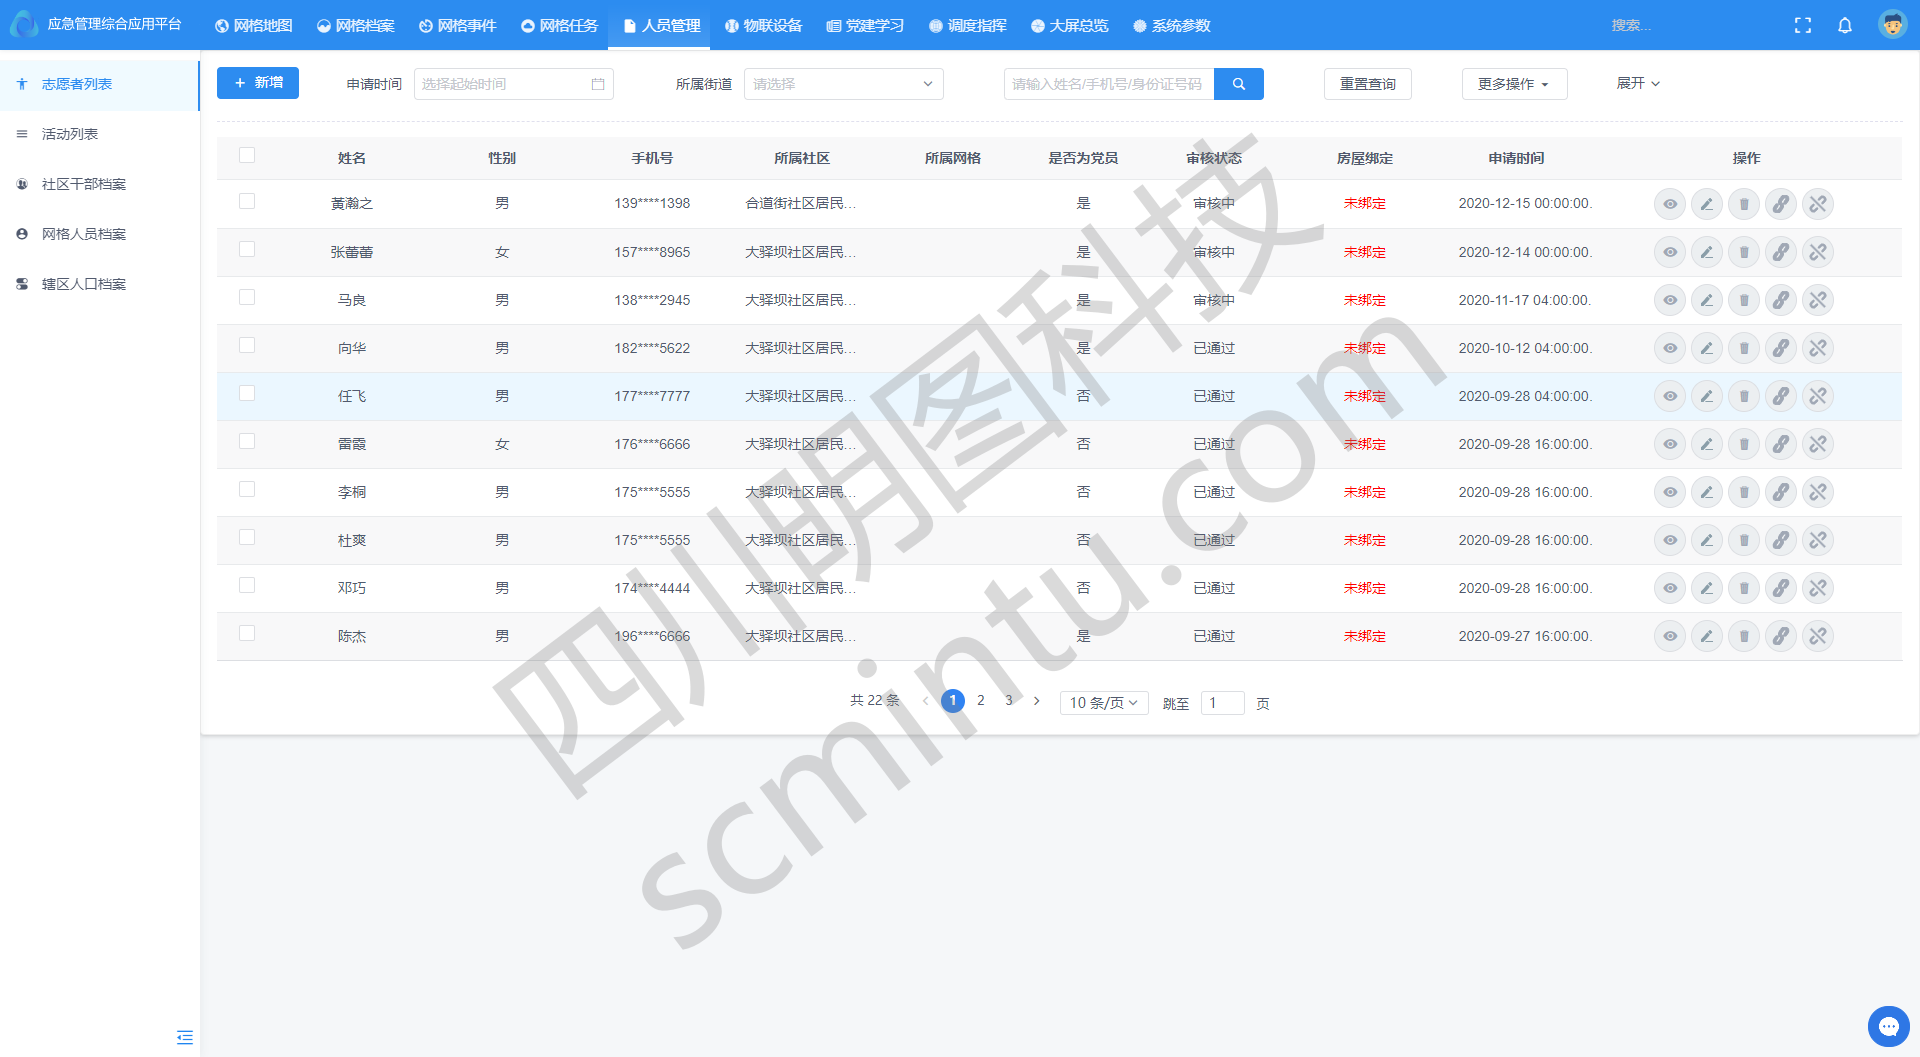 应急管理综合应用平台 网格地图 网格档案 网格事件 网格任务 人员管理 物联设备 党建学习 调度指挥 大屏总览 系统参数 搜索...
志愿者列表
活动列表
社区干部档案
网格人员档案
辖区人口档案
+ 新增 申请时间 选择起始时间 所属街道 请选择 请输入姓名/手机号/身份证号码 重置查询 更多操作 展开
姓名 性别 手机号 所属社区 所属网格 是否为党员 审核状态 房屋绑定 申请时间 操作
黃瀚之 男 139****1398 合道街社区居民... 是 审核中 未绑定 2020-12-15 00:00:00.
张蕾蕾 女 157****8965 大驿坝社区居民... 是 审核中 未绑定 2020-12-14 00:00:00.
马良 男 138****2945 大驿坝社区居民... 是 审核中 未绑定 2020-11-17 04:00:00.
向华 男 182****5622 大驿坝社区居民... 是 已通过 未绑定 2020-10-12 04:00:00.
任飞 男 177****7777 大驿坝社区居民... 否 已通过 未绑定 2020-09-28 04:00:00.
雷霞 女 176****6666 大驿坝社区居民... 否 已通过 未绑定 2020-09-28 16:00:00.
李桐 男 175****5555 大驿坝社区居民... 否 已通过 未绑定 2020-09-28 16:00:00.
杜爽 男 175****5555 大驿坝社区居民... 否 已通过 未绑定 2020-09-28 16:00:00.
邓巧 男 174****4444 大驿坝社区居民... 否 已通过 未绑定 2020-09-28 16:00:00.
陈杰 男 196****6666 大驿坝社区居民... 是 已通过 未绑定 2020-09-27 16:00:00.
共 22 条 1 2 3 10 条/页 跳至 1 页
四川明图科技
scmintu.com